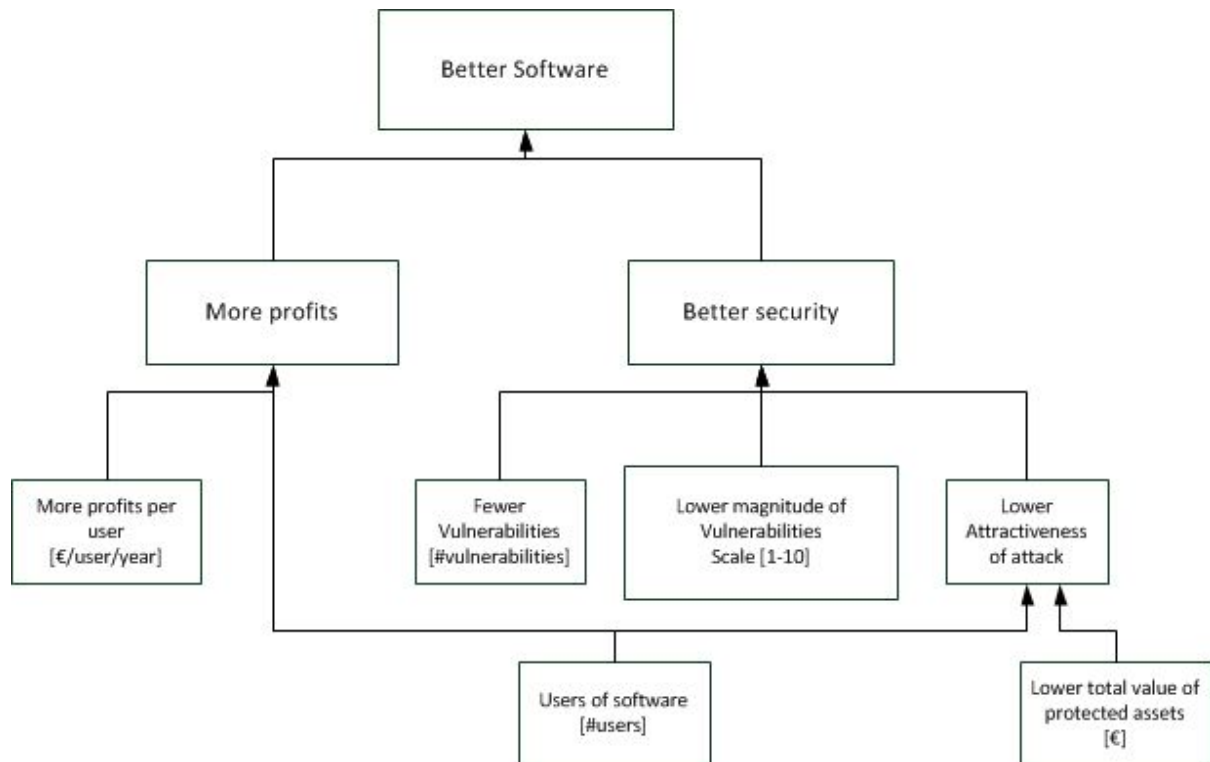 Better Software
More profits
Better security
More profits per
user
[€/user/year]
Fewer
Vulnerabilities
[#vulnerabilities]
Lower magnitude of
Vulnerabilities
Scale [1-10]
Lower
Attractiveness
of attack
Users of software
[#users]
Lower total value of
protected assets
[€]